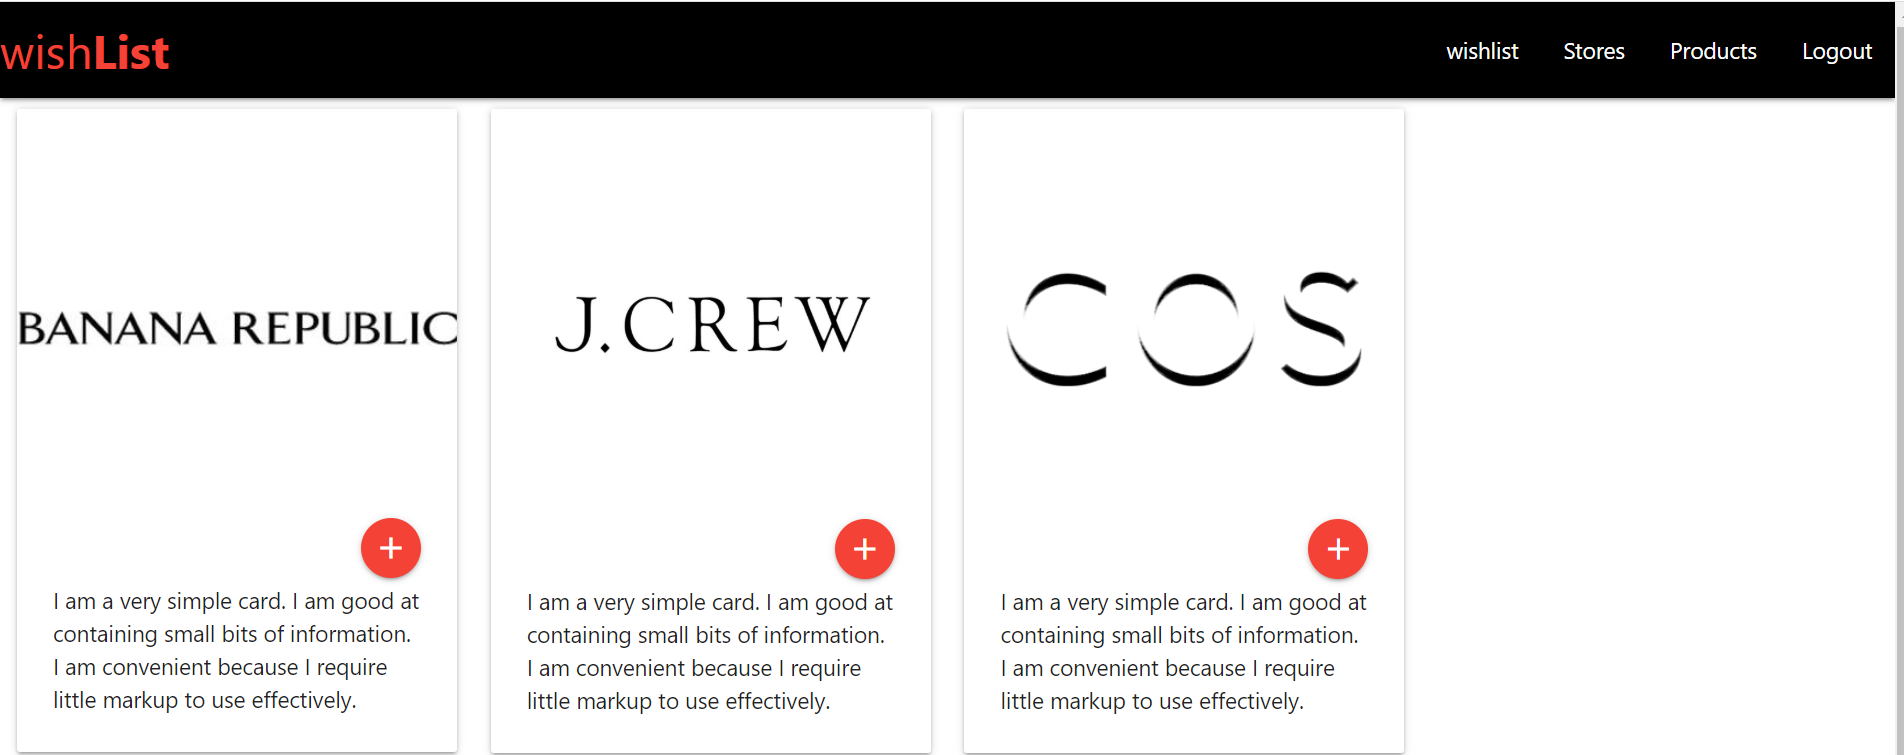 wishList
wishlist Stores Products Logout
BANANA REPUBLIC
J.CREW
COS
I am a very simple card. I am good at
containing small bits of information.
I am convenient because I require
little markup to use effectively.
I am a very simple card. I am good at
containing small bits of information.
I am convenient because I require
little markup to use effectively.
I am a very simple card. I am good at
containing small bits of information.
I am convenient because I require
little markup to use effectively.